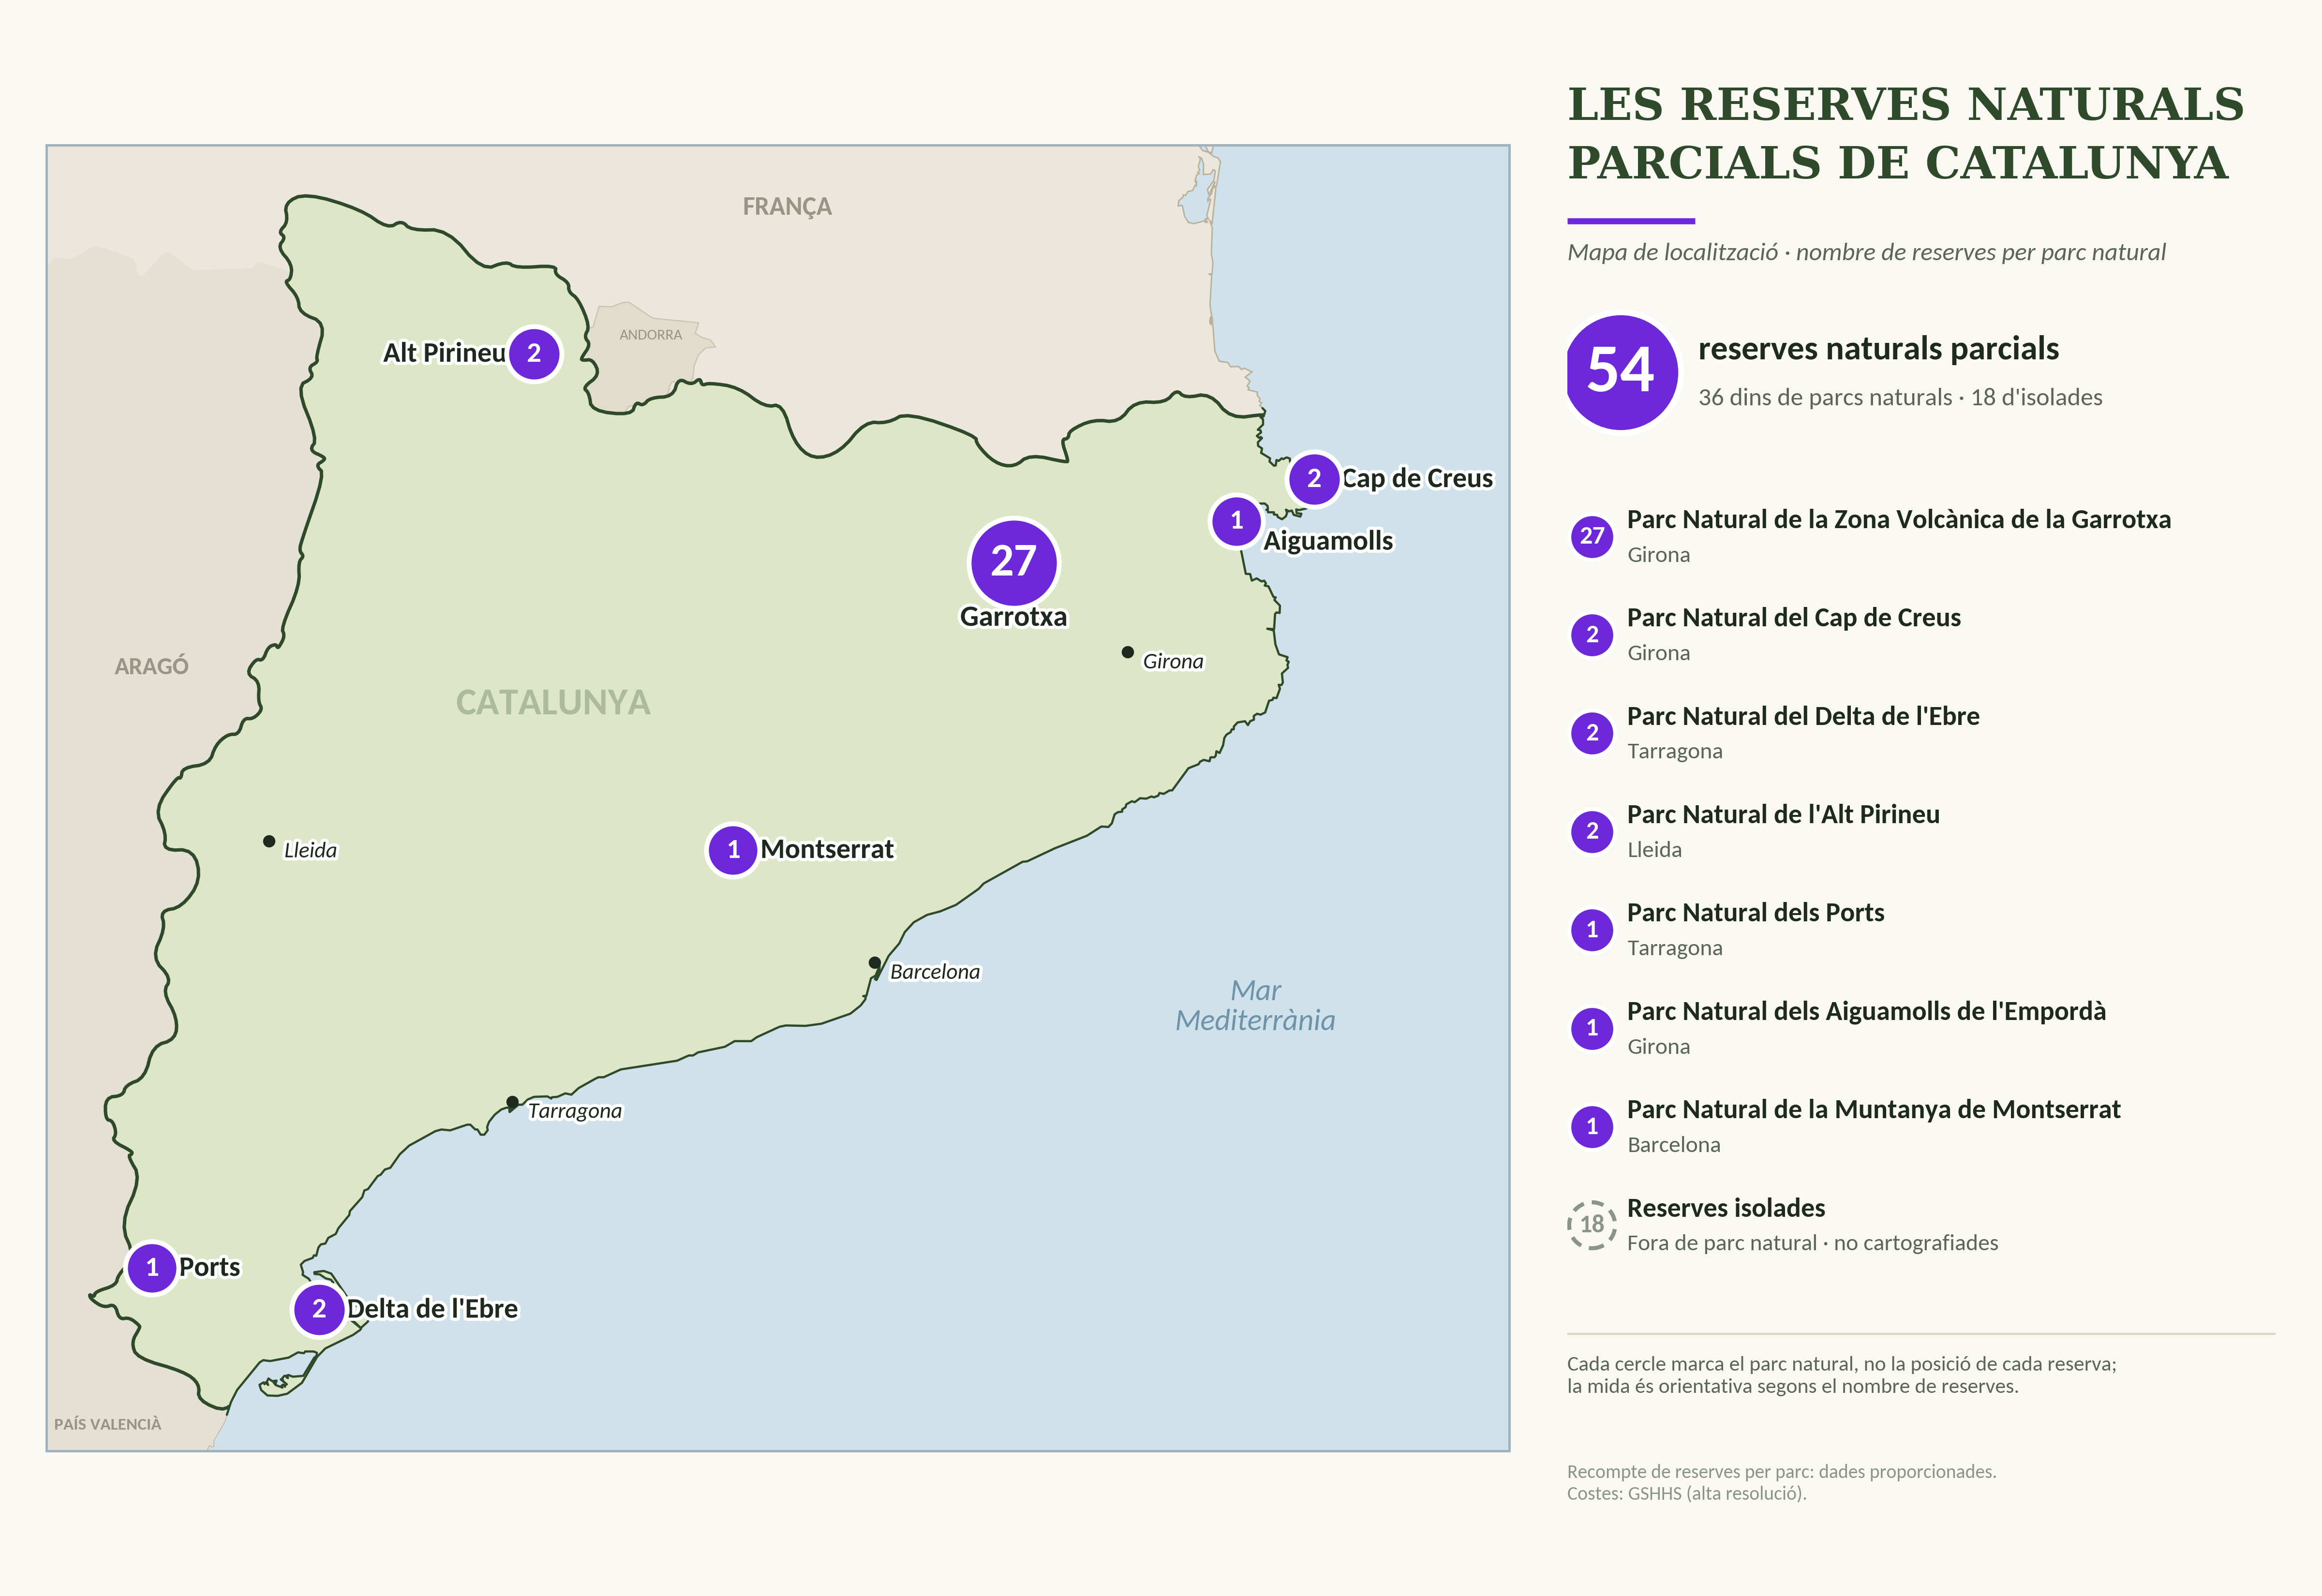 LES RESERVES NATURALS
PARCIALS DE CATALUNYA
Mapa de localització · nombre de reserves per parc natural
54
reserves naturals parcials
36 dins de parcs naturals · 18 d'isolades
27
Parc Natural de la Zona Volcànica de la Garrotxa
Girona
2
Parc Natural del Cap de Creus
Girona
2
Parc Natural del Delta de l'Ebre
Tarragona
2
Parc Natural de l'Alt Pirineu
Lleida
1
Parc Natural dels Ports
Tarragona
1
Parc Natural dels Aiguamolls de l'Empordà
Girona
1
Parc Natural de la Muntanya de Montserrat
Barcelona
18
Reserves isolades
Fora de parc natural · no cartografiades
Cada cercle marca el parc natural, no la posició de cada reserva;
la mida és orientativa segons el nombre de reserves.
Recompte de reserves per parc: dades proporcionades.
Costes: GSHHS (alta resolució).
FRANÇA
ANDORRA
Alt Pirineu 2
2 Cap de Creus
1
Aiguamolls
27
Garrotxa
Girona
ARAGÓ
CATALUNYA
Lleida
1 Montserrat
Barcelona
Mar
Mediterrània
Tarragona
1 Ports
2 Delta de l'Ebre
PAÍS VALENCIÀ